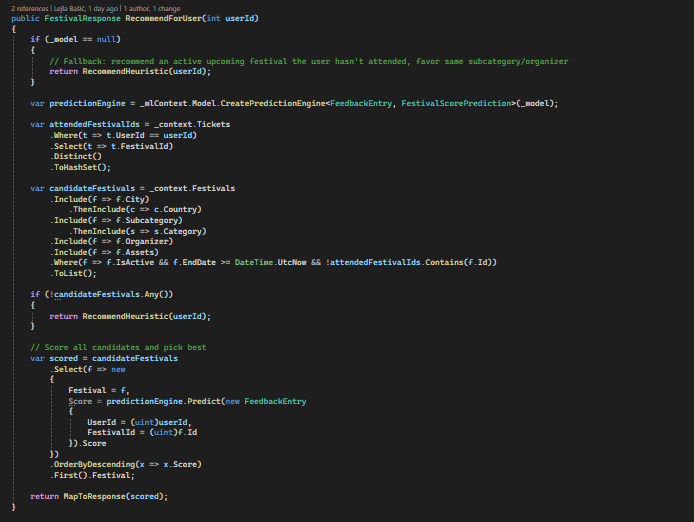 2 references | Lejla Bašić, 1 day ago | 1 author, 1 change
public FestivalResponse RecommendForUser(int userId)
{
    if (_model == null)
    {
        // Fallback: recommend an active upcoming festival the user hasn't attended, favor same subcategory/organizer
        return RecommendHeuristic(userId);
    }

    var predictionEngine = _mlContext.Model.CreatePredictionEngine<FeedbackEntry, FestivalScorePrediction>(_model);

    var attendedFestivalIds = _context.Tickets
        .Where(t => t.UserId == userId)
        .Select(t => t.FestivalId)
        .Distinct()
        .ToHashSet();

    var candidateFestivals = _context.Festivals
        .Include(f => f.City)
            .ThenInclude(c => c.Country)
        .Include(f => f.Subcategory)
            .ThenInclude(s => s.Category)
        .Include(f => f.Organizer)
        .Include(f => f.Assets)
        .Where(f => f.IsActive && f.EndDate >= DateTime.UtcNow && !attendedFestivalIds.Contains(f.Id))
        .ToList();

    if (!candidateFestivals.Any())
    {
        return RecommendHeuristic(userId);
    }

    // Score all candidates and pick best
    var scored = candidateFestivals
        .Select(f => new
        {
            Festival = f,
            Score = predictionEngine.Predict(new FeedbackEntry
            {
                UserId = (uint)userId,
                FestivalId = (uint)f.Id
            }).Score
        })
        .OrderByDescending(x => x.Score)
        .First().Festival;

    return MapToResponse(scored);
}